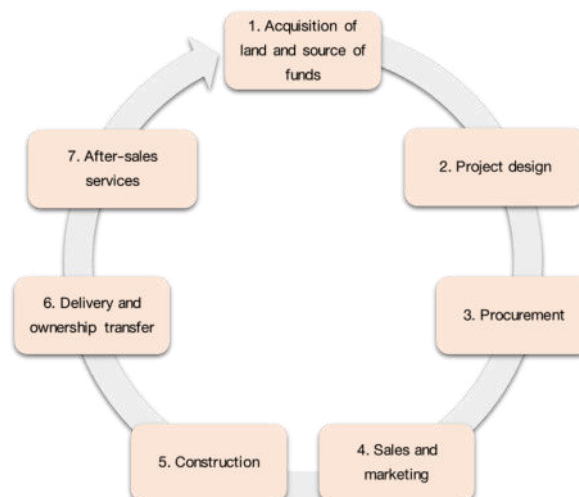 1. Acquisition of
land and source of
funds
2. Project design
3. Procurement
4. Sales and
marketing
5. Construction
6. Delivery and
ownership transfer
7. After-sales
services